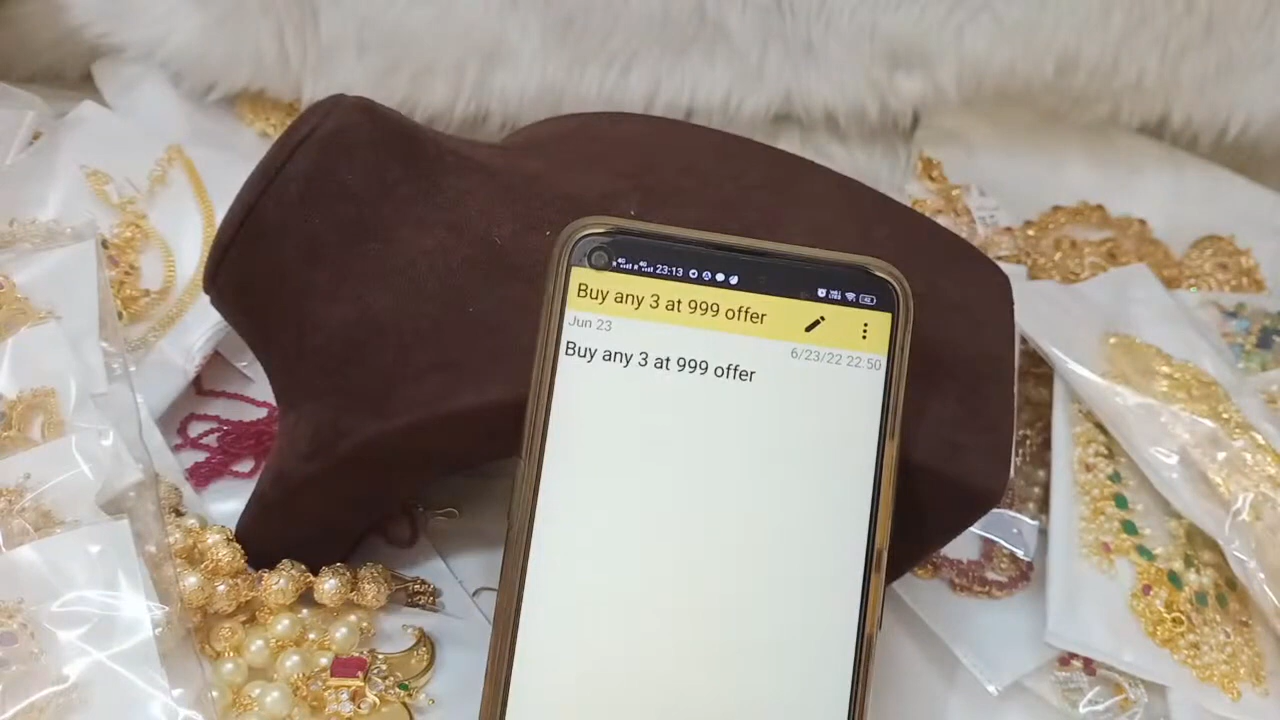 23:13
Buy any 3 at 999 offer
Jun 23
6/23/22 22:50
Buy any 3 at 999 offer